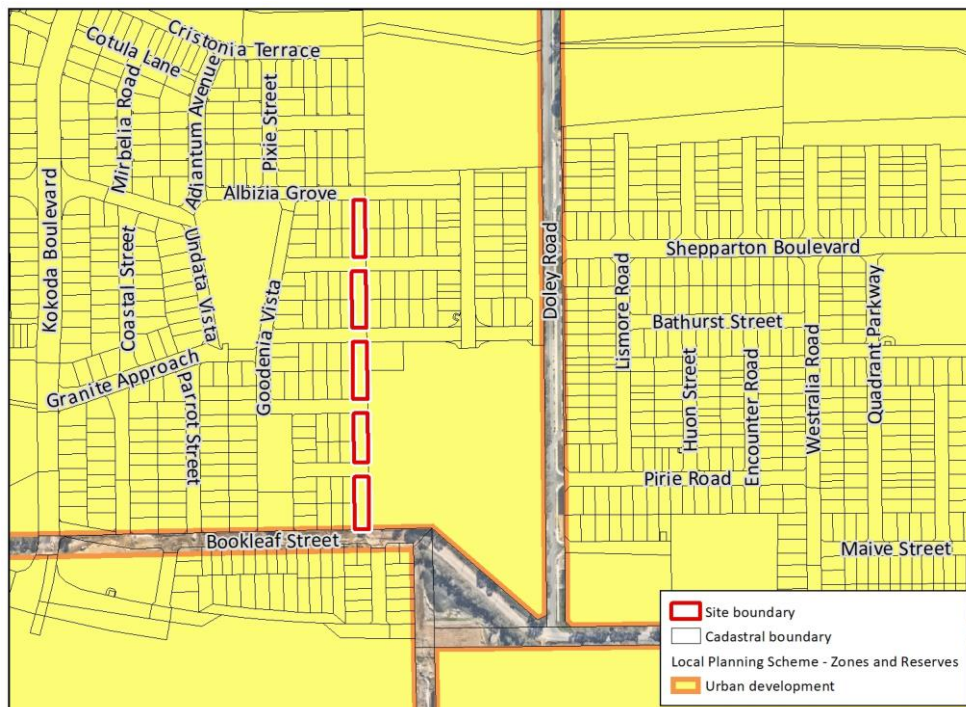 Cristonia Terrace
Cotula Lane
Mirbelia Road
Adiantum Avenue
Pixie Street
Albizia Grove
Kokoda Boulevard
Coastal Street
Undata Vista
Goodenia Vista
Granite Approach
Parrot Street
Bookleaf Street
Doley Road
Shepparton Boulevard
Lismore Road
Bathurst Street
Huon Street
Encounter Road
Westralia Road
Quadrant Parkway
Pirie Road
Maive Street
Site boundary
Cadastral boundary
Local Planning Scheme - Zones and Reserves
Urban development